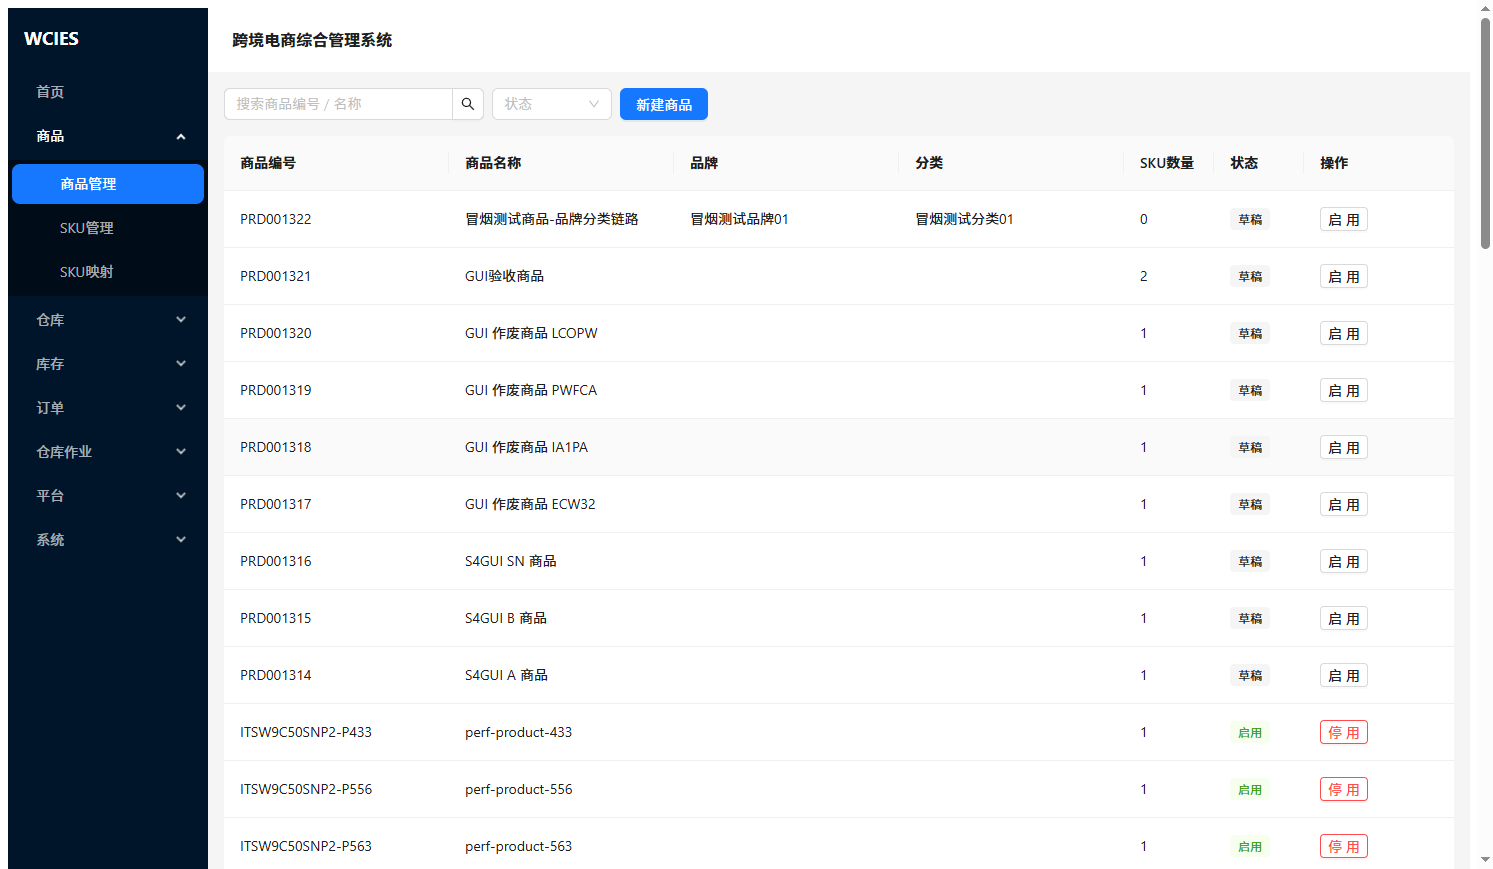 WCIES
跨境电商综合管理系统
首页
商品
商品管理
SKU管理
SKU映射
仓库
库存
订单
仓库作业
平台
系统
搜索商品编号 / 名称 状态 新建商品
商品编号 商品名称 品牌 分类 SKU数量 状态 操作
PRD001322 冒烟测试商品-品牌分类链路 冒烟测试品牌01 冒烟测试分类01 0 草稿 启 用
PRD001321 GUI验收商品 2 草稿 启 用
PRD001320 GUI 作废商品 LCOPW 1 草稿 启 用
PRD001319 GUI 作废商品 PWFCA 1 草稿 启 用
PRD001318 GUI 作废商品 IA1PA 1 草稿 启 用
PRD001317 GUI 作废商品 ECW32 1 草稿 启 用
PRD001316 S4GUI SN 商品 1 草稿 启 用
PRD001315 S4GUI B 商品 1 草稿 启 用
PRD001314 S4GUI A 商品 1 草稿 启 用
ITSW9C50SNP2-P433 perf-product-433 1 启用 停 用
ITSW9C50SNP2-P556 perf-product-556 1 启用 停 用
ITSW9C50SNP2-P563 perf-product-563 1 启用 停 用